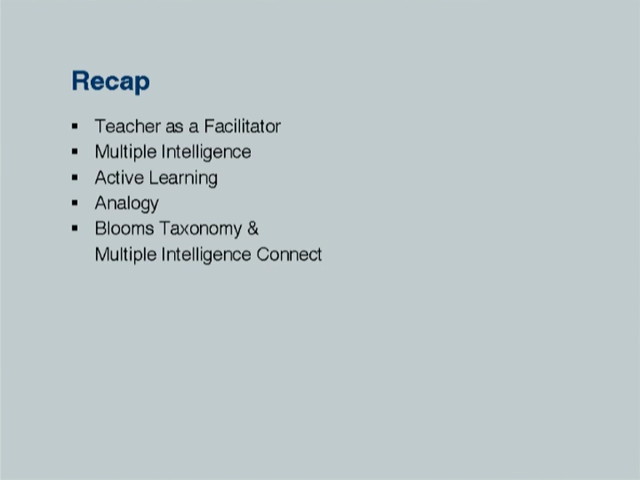 Recap
▪ Teacher as a Facilitator
▪ Multiple Intelligence
▪ Active Learning
▪ Analogy
▪ Blooms Taxonomy &
Multiple Intelligence Connect